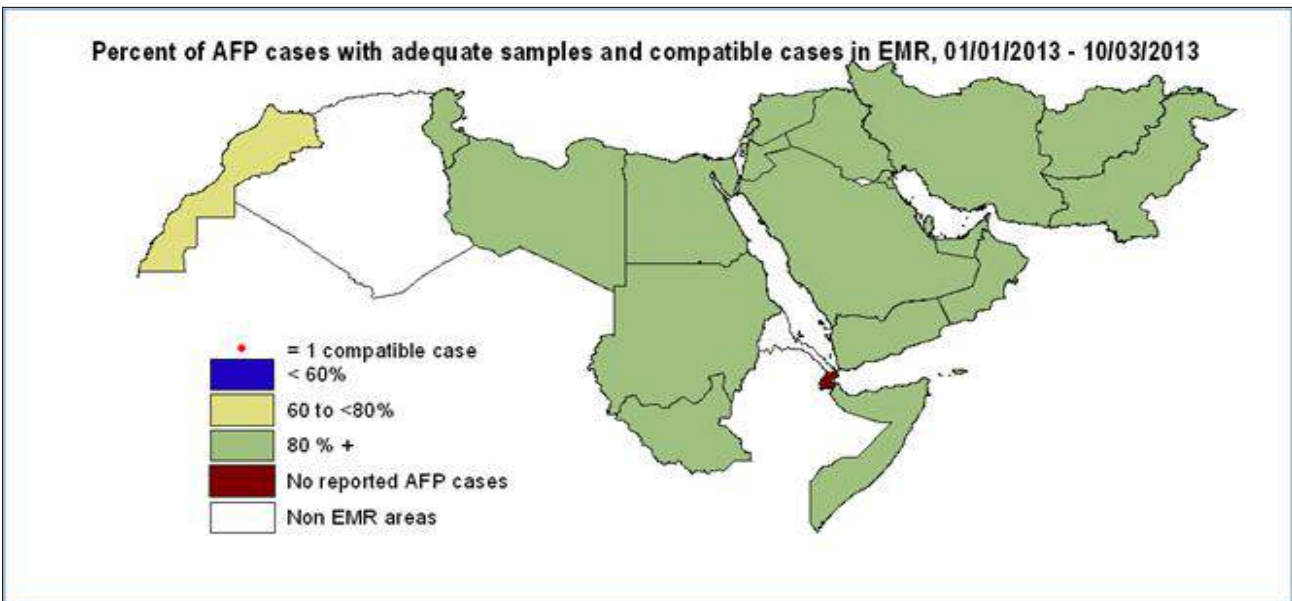 Percent of AFP cases with adequate samples and compatible cases in EMR, 01/01/2013 - 10/03/2013
= 1 compatible case
< 60%
60 to <80%
80 % +
No reported AFP cases
Non EMR areas